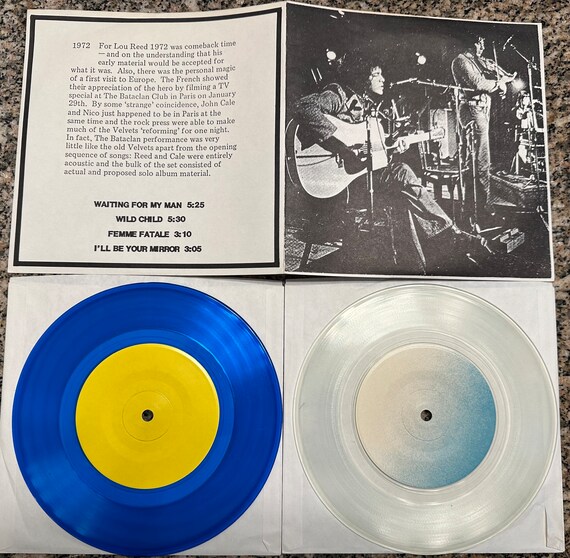 1972 For Lou Reed 1972 was comeback time
— and on the understanding that his
early material would be accepted for
what it was. Also, there was the personal magic
of a first visit to Europe. The French showed
their appreciation of the hero by filming a TV
special at The Bataclan Club in Paris on January
29th. By some 'strange' coincidence, John Cale
and Nico just happened to be in Paris at the
same time and the rock press were able to make
much of the Velvets 'reforming' for one night.
In fact, The Bataclan performance was very
little like the old Velvets apart from the opening
sequence of songs: Reed and Cale were entirely
acoustic and the bulk of the set consisted of
actual and proposed solo album material.
WAITING FOR MY MAN 5:25
WILD CHILD 5:30
FEMME FATALE 3:10
I'LL BE YOUR MIRROR 3:05